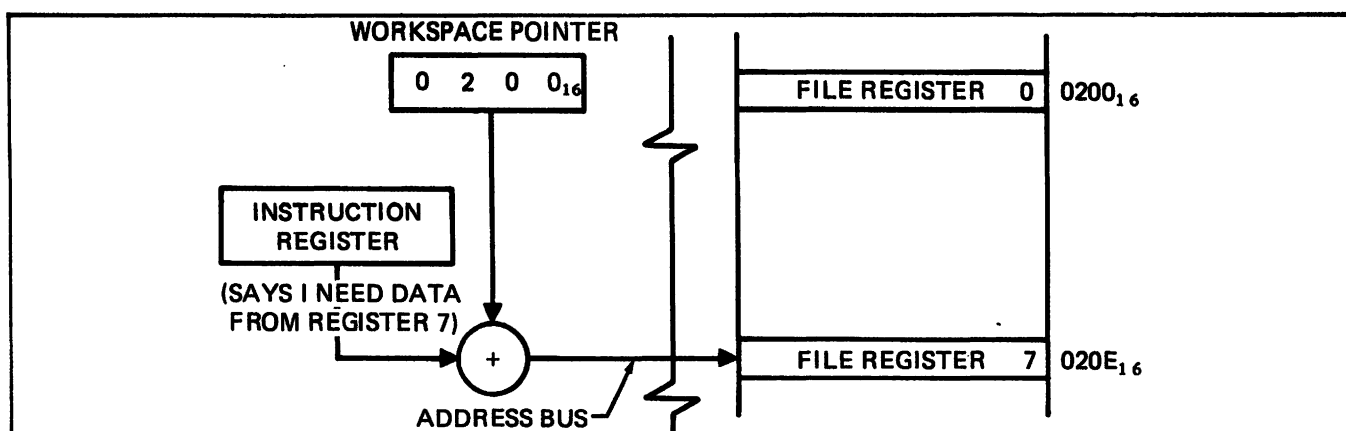 WORKSPACE POINTER
0 2 0 0₁₆
FILE REGISTER 0 0200₁₆
INSTRUCTION
REGISTER
(SAYS I NEED DATA
FROM REGISTER 7)
+
FILE REGISTER 7 020E₁₆
ADDRESS BUS